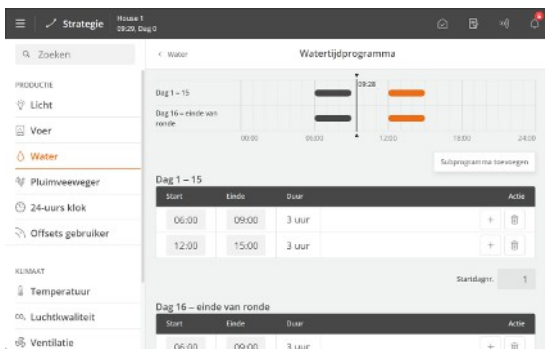 Strategie
House 1
09:29, Dag 0
Zoeken
PRODUCTIE
Licht
Voer
Water
Pluimveeweger
24-uurs klok
Offsets gebruiker
KLIMAAT
Temperatuur
CO₂ Luchtkwaliteit
Ventilatie
< Water
Watertijdprogramma
09:28
Dag 1 – 15
Dag 16 – einde van
ronde
00:00 06:00 12:00 18:00 24:00
Subprogramma toevoegen
Dag 1 – 15
Start Einde Duur Actie
06:00 09:00 3 uur +
12:00 15:00 3 uur +
Startdagnr. 1
Dag 16 – einde van ronde
Start Einde Duur Actie
06:00 09:00 3 uur +